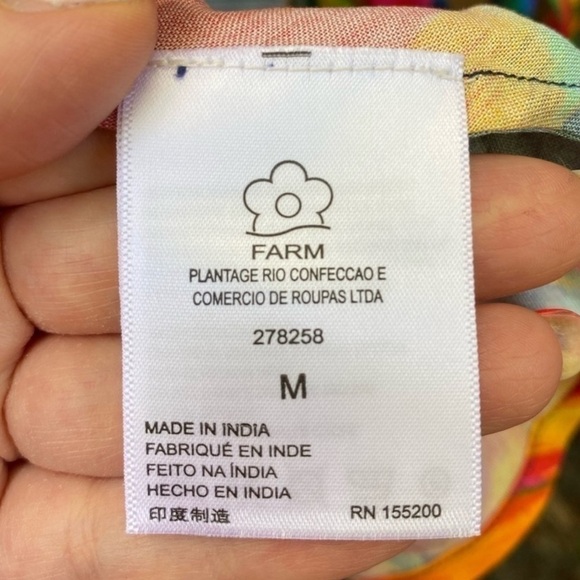 FARM
PLANTAGE RIO CONFECCAO E
COMERCIO DE ROUPAS LTDA
278258
M
MADE IN INDIA
FABRIQUÉ EN INDE
FEITO NA ÍNDIA
HECHO EN INDIA
印度制造
RN 155200